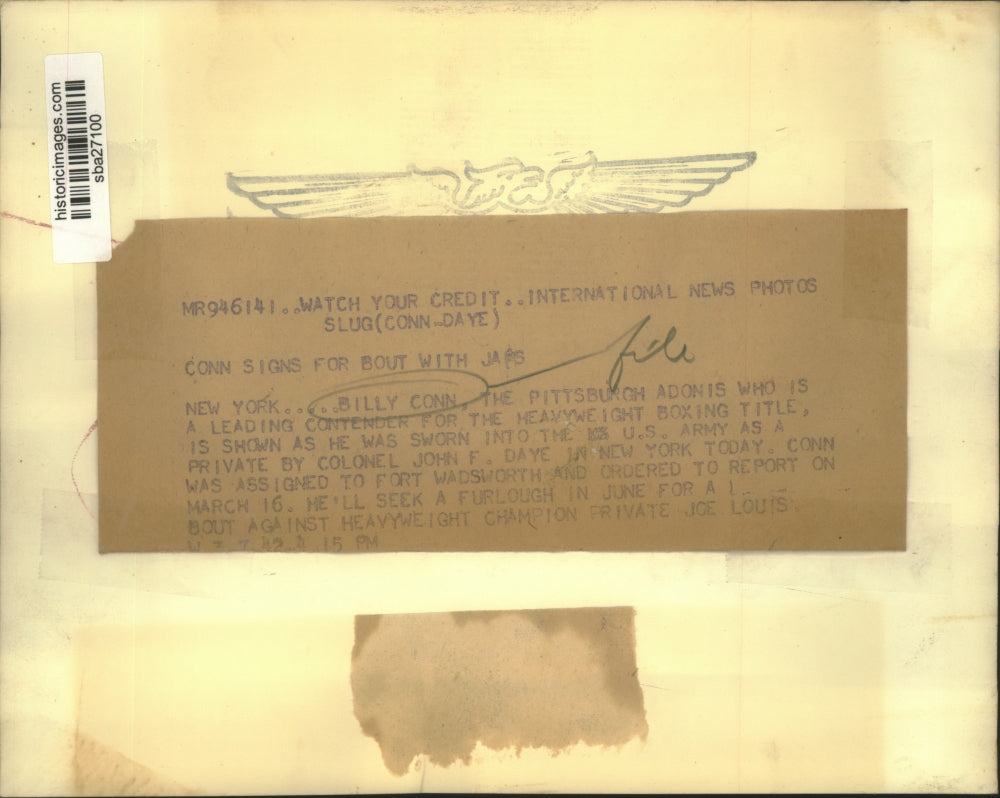 historicimages.com
sba27100
MR946141..WATCH YOUR CREDIT..INTERNATIONAL NEWS PHOTOS
SLUG(CONN-DAYE)
CONN SIGNS FOR BOUT WITH JAPS
file
NEW YORK.....BILLY CONN, THE PITTSBURGH ADONIS WHO IS
A LEADING CONTENDER FOR THE HEAVYWEIGHT BOXING TITLE,
IS SHOWN AS HE WAS SWORN INTO THE U.S. ARMY AS A
PRIVATE BY COLONEL JOHN F. DAYE IN NEW YORK TODAY. CONN
WAS ASSIGNED TO FORT WADSWORTH AND ORDERED TO REPORT ON
MARCH 16. HE'LL SEEK A FURLOUGH IN JUNE FOR A
BOUT AGAINST HEAVYWEIGHT CHAMPION PRIVATE JOE LOUIS.
42 4 15 PM